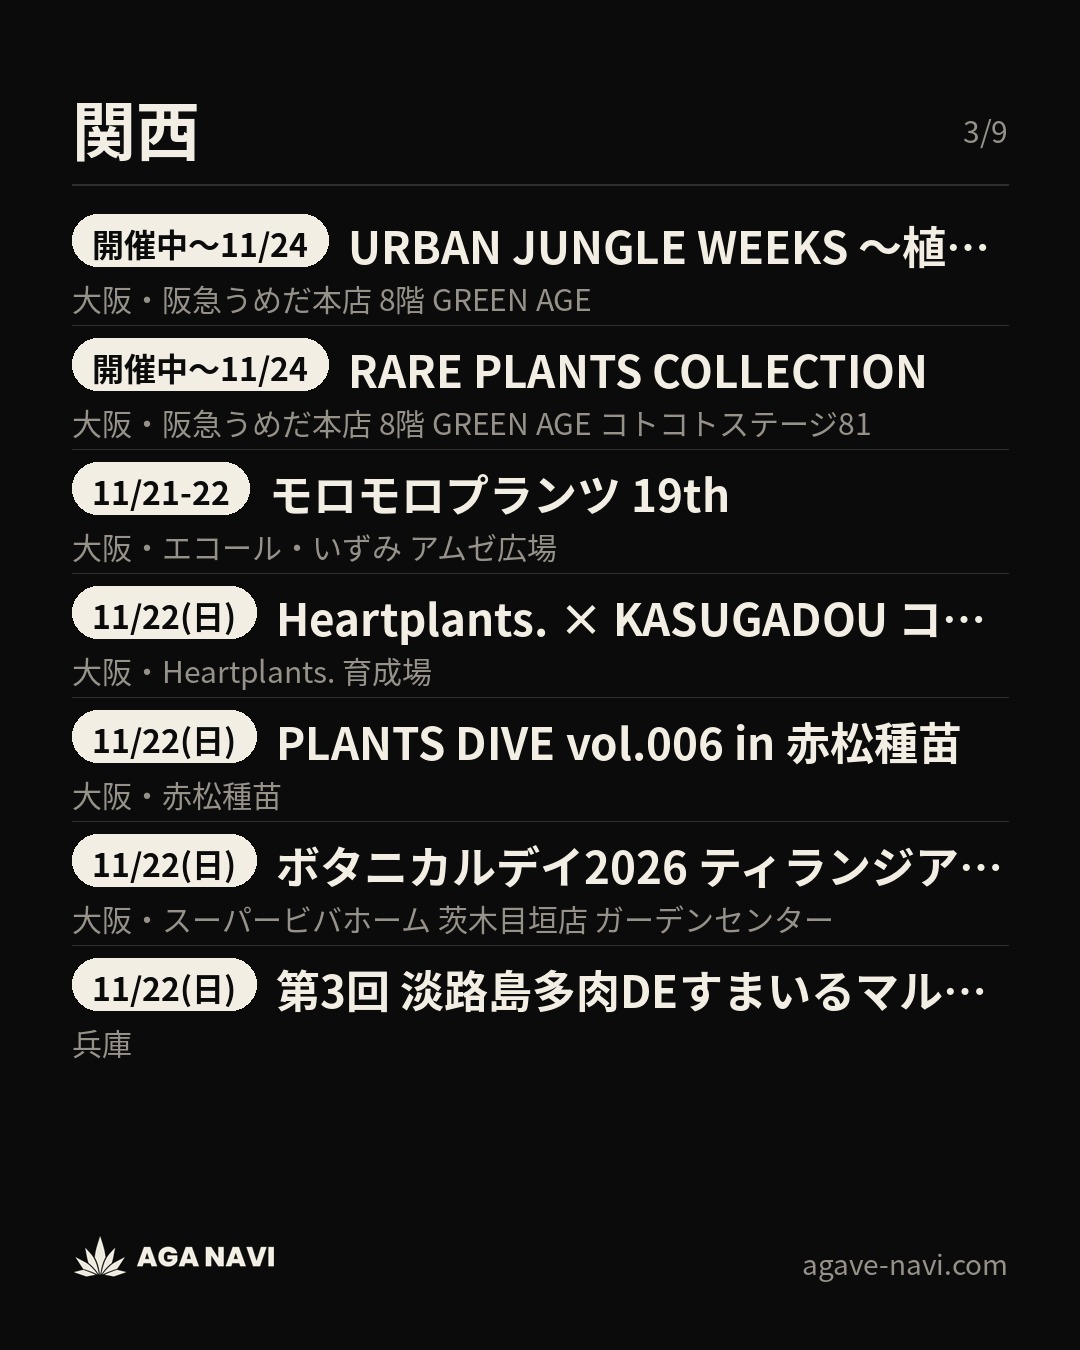 関西
3/9
開催中〜11/24 URBAN JUNGLE WEEKS 〜植…
大阪・阪急うめだ本店 8階 GREEN AGE
開催中〜11/24 RARE PLANTS COLLECTION
大阪・阪急うめだ本店 8階 GREEN AGE コトコトステージ81
11/21-22 モロモロプランツ 19th
大阪・エコール・いずみ アムゼ広場
11/22(日) Heartplants. × KASUGADOU コ…
大阪・Heartplants. 育成場
11/22(日) PLANTS DIVE vol.006 in 赤松種苗
大阪・赤松種苗
11/22(日) ボタニカルデイ2026 ティランジア…
大阪・スーパービバホーム 茨木目垣店 ガーデンセンター
11/22(日) 第3回 淡路島多肉DEすまいるマル…
兵庫
AGA NAVI
agave-navi.com